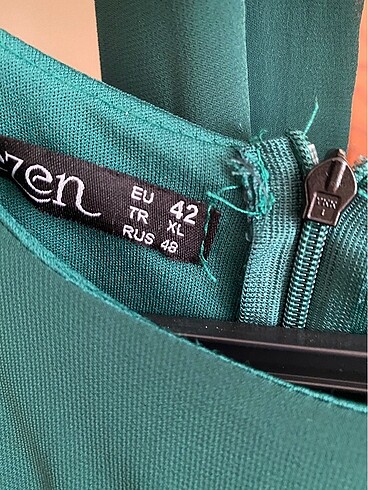 zen
EU 42
TR XL
RUS 48